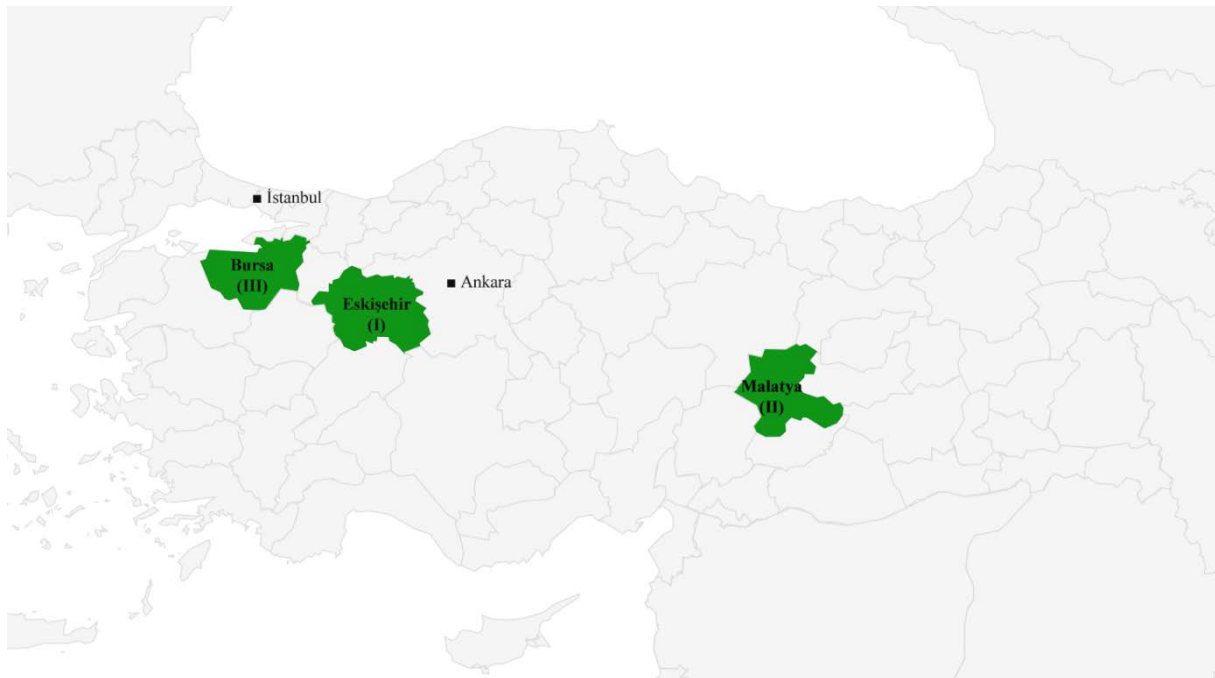 ■ İstanbul
Bursa
(III)
■ Ankara
Eskişehir
(I)
Malatya
(II)